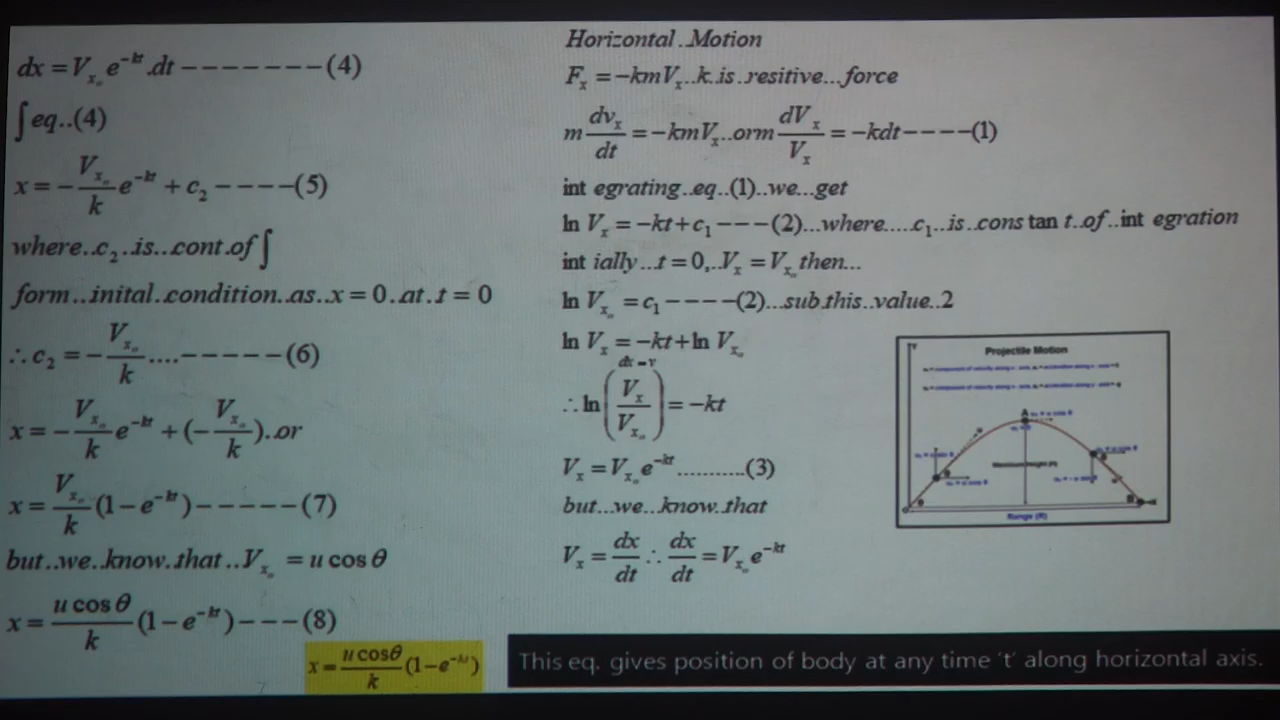 Horizontal..Motion
F_x = -kmV_x..k.is.resitive...force
m dv_x/dt = -kmV_x..orm dV_x/V_x = -kdt----(1)
int egrating..eq..(1)..we...get
ln V_x = -kt+c_1---(2)...where.....c_1..is..cons tan t..of..int egration
int ially...t = 0,..V_x = V_x₀ then...
ln V_x₀ = c_1----(2)...sub.this..value..2
ln V_x = -kt+ln V_x₀
dx = v
∴ln(V_x/V_x₀) = -kt
V_x = V_x₀ e^-kt..........(3)
but...we...know.that
V_x = dx/dt ∴ dx/dt = V_x₀ e^-kt
dx = V_x₀ e^-kt.dt-------(4)
∫eq..(4)
x = -V_x₀/k e^-kt + c_2----(5)
where..c_2..is...cont.of ∫
form..inital.condition..as..x = 0.at.t = 0
∴c_2 = -V_x₀/k....-----(6)
x = -V_x₀/k e^-kt + (-V_x₀/k)..or
x = V_x₀/k (1-e^-kt)-----(7)
but..we..know.that..V_x₀ = u cos θ
x = u cos θ/k (1-e^-kt)---(8)
x = u cosθ/k (1-e^-kt)
This eq. gives position of body at any time 't' along horizontal axis.
Projectile Motion
A
Maximum height (H)
B
Range (R)